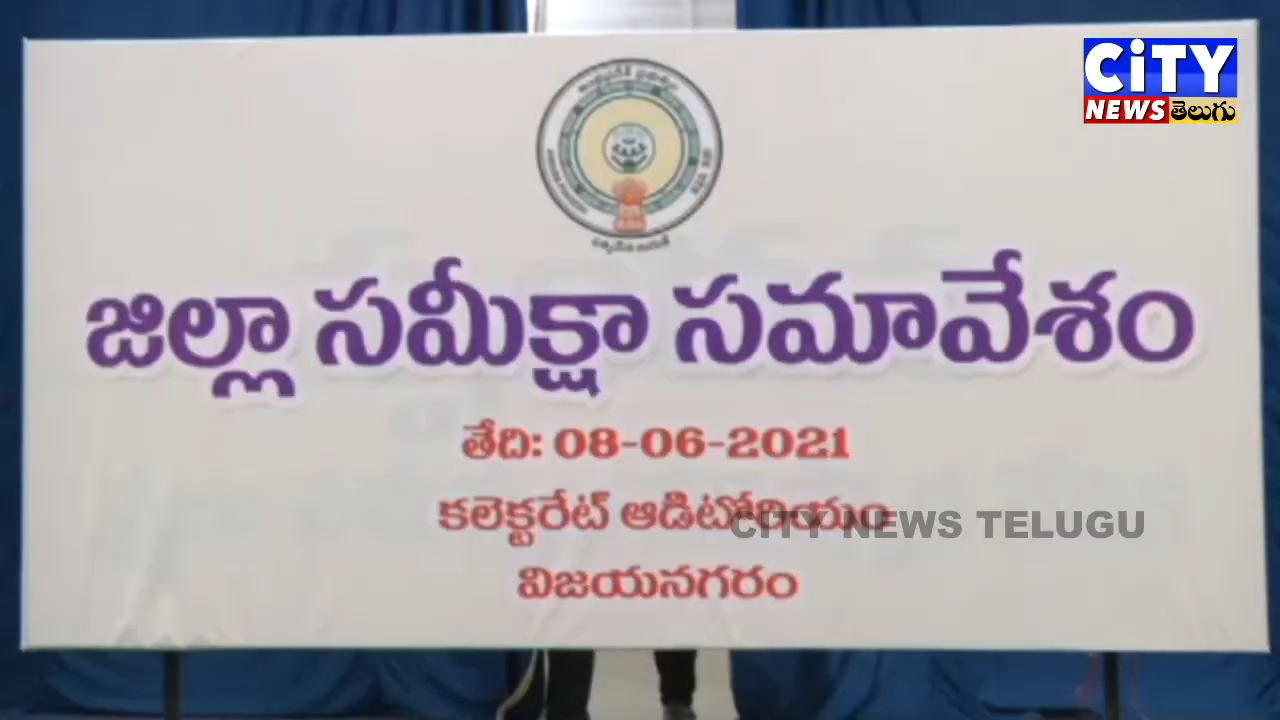 CiTY
NEWS తెలుగు
జిల్లా సమీక్షా సమావేశం
తేది: 08-06-2021
కలెక్టరేట్ ఆడిటోరియం
CITY NEWS TELUGU
విజయనగరం